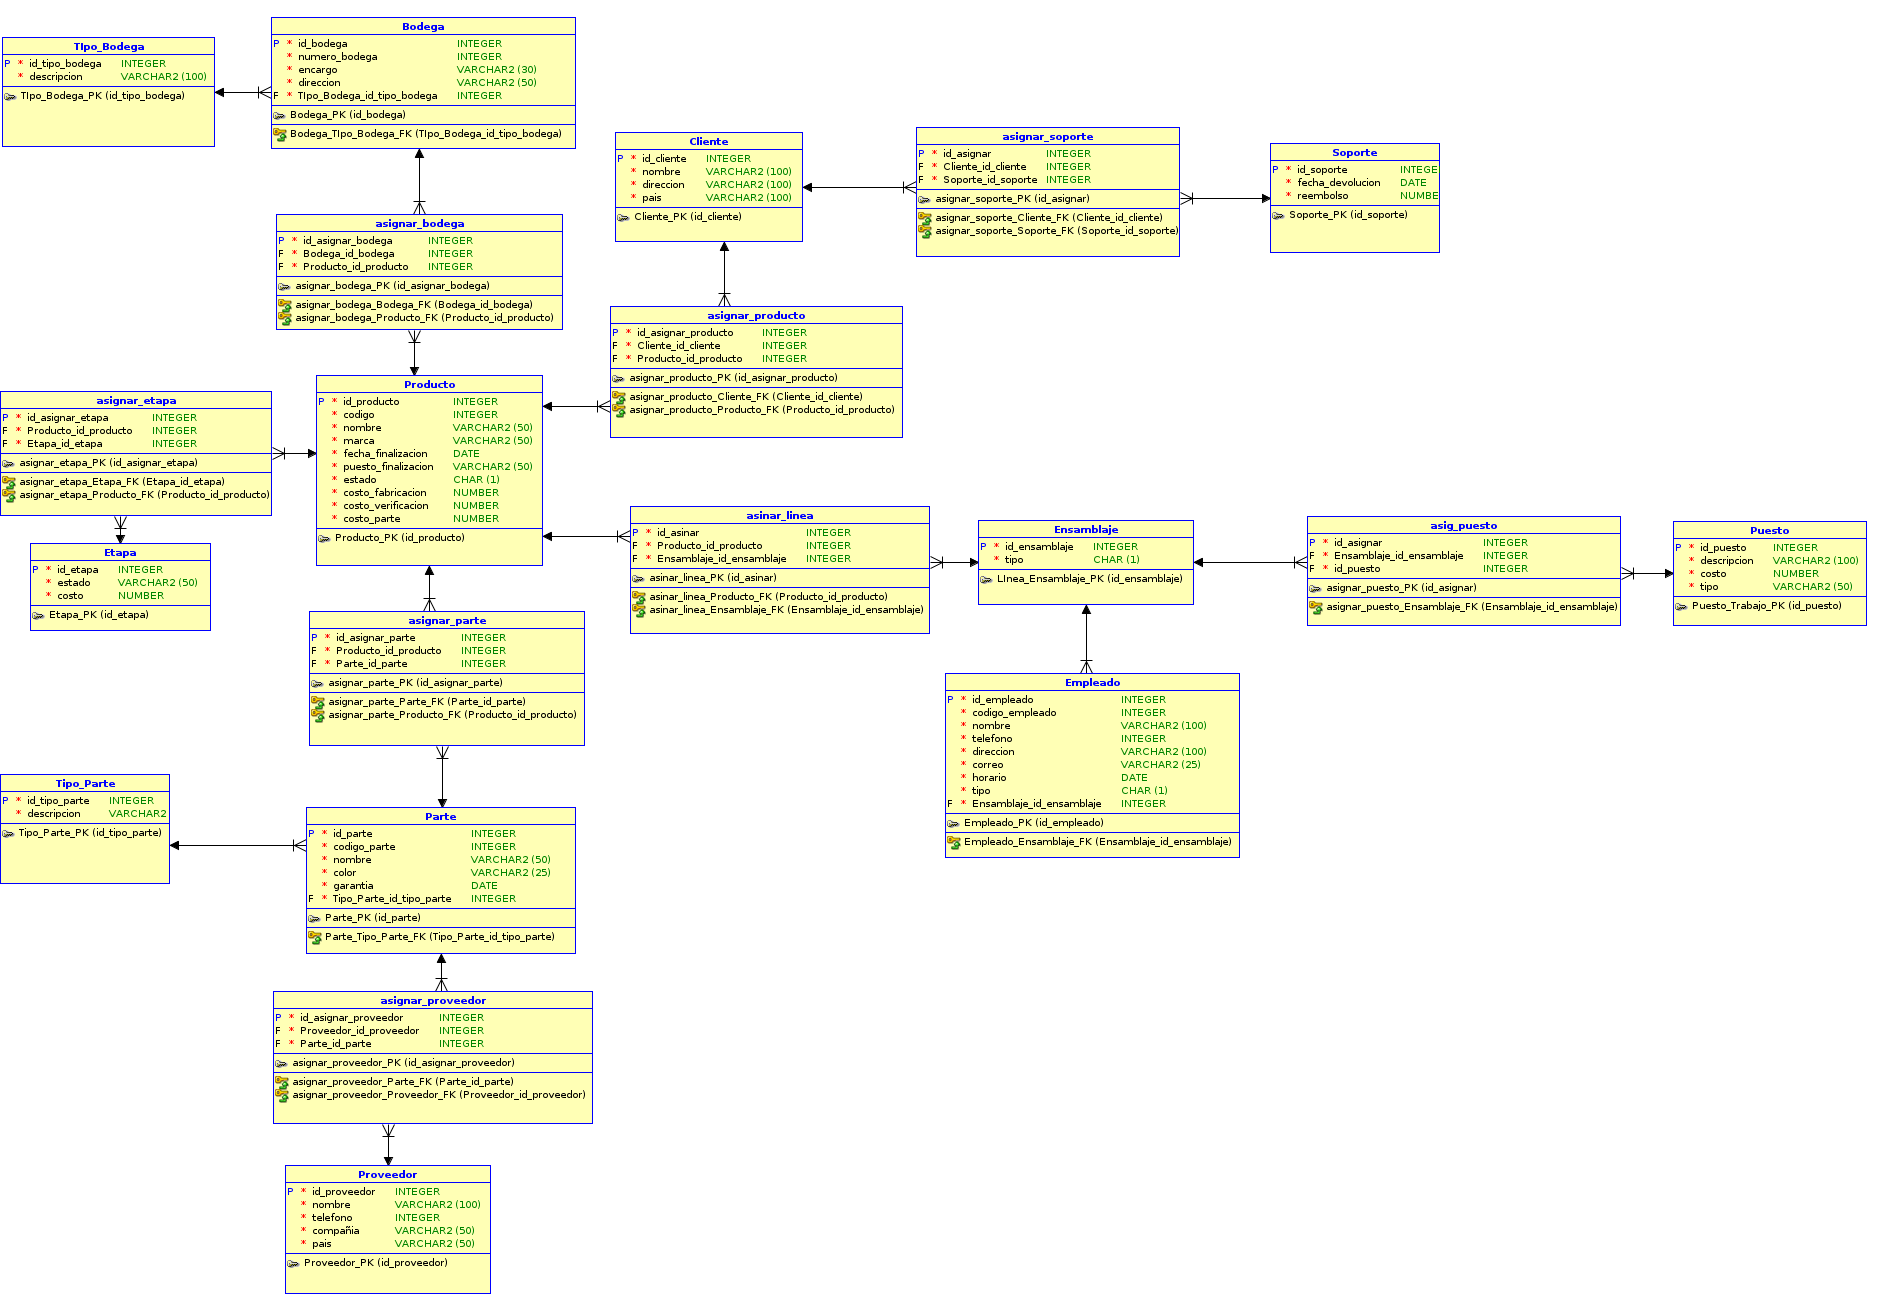 TIpo_Bodega
P * id_tipo_bodega INTEGER
* descripcion VARCHAR2 (100)
TIpo_Bodega_PK (id_tipo_bodega)
Bodega
P * id_bodega INTEGER
* numero_bodega INTEGER
* encargo VARCHAR2 (30)
* direccion VARCHAR2 (50)
F * TIpo_Bodega_id_tipo_bodega INTEGER
Bodega_PK (id_bodega)
Bodega_TIpo_Bodega_FK (TIpo_Bodega_id_tipo_bodega)
Cliente
P * id_cliente INTEGER
* nombre VARCHAR2 (100)
* direccion VARCHAR2 (100)
* pais VARCHAR2 (100)
Cliente_PK (id_cliente)
asignar_soporte
P * id_asignar INTEGER
F * Cliente_id_cliente INTEGER
F * Soporte_id_soporte INTEGER
asignar_soporte_PK (id_asignar)
asignar_soporte_Cliente_FK (Cliente_id_cliente)
asignar_soporte_Soporte_FK (Soporte_id_soporte)
Soporte
P * id_soporte INTEGE
* fecha_devolucion DATE
* reembolso NUMBE
Soporte_PK (id_soporte)
asignar_bodega
P * id_asignar_bodega INTEGER
F * Bodega_id_bodega INTEGER
F * Producto_id_producto INTEGER
asignar_bodega_PK (id_asignar_bodega)
asignar_bodega_Bodega_FK (Bodega_id_bodega)
asignar_bodega_Producto_FK (Producto_id_producto)
asignar_producto
P * id_asignar_producto INTEGER
F * Cliente_id_cliente INTEGER
F * Producto_id_producto INTEGER
asignar_producto_PK (id_asignar_producto)
asignar_producto_Cliente_FK (Cliente_id_cliente)
asignar_producto_Producto_FK (Producto_id_producto)
asignar_etapa
P * id_asignar_etapa INTEGER
F * Producto_id_producto INTEGER
F * Etapa_id_etapa INTEGER
asignar_etapa_PK (id_asignar_etapa)
asignar_etapa_Etapa_FK (Etapa_id_etapa)
asignar_etapa_Producto_FK (Producto_id_producto)
Producto
P * id_producto INTEGER
* codigo INTEGER
* nombre VARCHAR2 (50)
* marca VARCHAR2 (50)
* fecha_finalizacion DATE
* puesto_finalizacion VARCHAR2 (50)
* estado CHAR (1)
* costo_fabricacion NUMBER
* costo_verificacion NUMBER
* costo_parte NUMBER
Producto_PK (id_producto)
Etapa
P * id_etapa INTEGER
* estado VARCHAR2 (50)
* costo NUMBER
Etapa_PK (id_etapa)
asinar_linea
P * id_asinar INTEGER
F * Producto_id_producto INTEGER
F * Ensamblaje_id_ensamblaje INTEGER
asinar_linea_PK (id_asinar)
asinar_linea_Producto_FK (Producto_id_producto)
asinar_linea_Ensamblaje_FK (Ensamblaje_id_ensamblaje)
Ensamblaje
P * id_ensamblaje INTEGER
* tipo CHAR (1)
LInea_Ensamblaje_PK (id_ensamblaje)
asig_puesto
P * id_asignar INTEGER
F * Ensamblaje_id_ensamblaje INTEGER
F * id_puesto INTEGER
asignar_puesto_PK (id_asignar)
asignar_puesto_Ensamblaje_FK (Ensamblaje_id_ensamblaje)
Puesto
P * id_puesto INTEGER
* descripcion VARCHAR2 (100)
* costo NUMBER
* tipo VARCHAR2 (50)
Puesto_Trabajo_PK (id_puesto)
asignar_parte
P * id_asignar_parte INTEGER
F * Producto_id_producto INTEGER
F * Parte_id_parte INTEGER
asignar_parte_PK (id_asignar_parte)
asignar_parte_Parte_FK (Parte_id_parte)
asignar_parte_Producto_FK (Producto_id_producto)
Empleado
P * id_empleado INTEGER
* codigo_empleado INTEGER
* nombre VARCHAR2 (100)
* telefono INTEGER
* direccion VARCHAR2 (100)
* correo VARCHAR2 (25)
* horario DATE
* tipo CHAR (1)
F * Ensamblaje_id_ensamblaje INTEGER
Empleado_PK (id_empleado)
Empleado_Ensamblaje_FK (Ensamblaje_id_ensamblaje)
Tipo_Parte
P * id_tipo_parte INTEGER
* descripcion VARCHAR2
Tipo_Parte_PK (id_tipo_parte)
Parte
P * id_parte INTEGER
* codigo_parte INTEGER
* nombre VARCHAR2 (50)
* color VARCHAR2 (25)
* garantia DATE
F * Tipo_Parte_id_tipo_parte INTEGER
Parte_PK (id_parte)
Parte_Tipo_Parte_FK (Tipo_Parte_id_tipo_parte)
asignar_proveedor
P * id_asignar_proveedor INTEGER
F * Proveedor_id_proveedor INTEGER
F * Parte_id_parte INTEGER
asignar_proveedor_PK (id_asignar_proveedor)
asignar_proveedor_Parte_FK (Parte_id_parte)
asignar_proveedor_Proveedor_FK (Proveedor_id_proveedor)
Proveedor
P * id_proveedor INTEGER
* nombre VARCHAR2 (100)
* telefono INTEGER
* compañia VARCHAR2 (50)
* pais VARCHAR2 (50)
Proveedor_PK (id_proveedor)